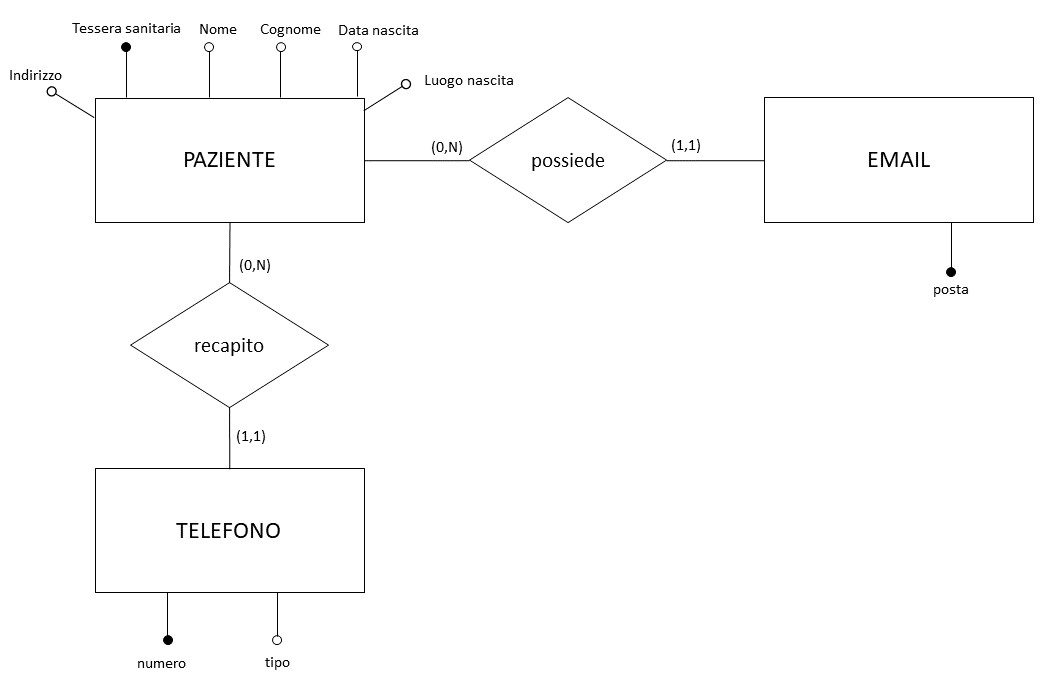 Tessera sanitaria
Nome
Cognome
Data nascita
Indirizzo
Luogo nascita
PAZIENTE
(0,N)
possiede
(1,1)
EMAIL
(0,N)
posta
recapito
(1,1)
TELEFONO
numero
tipo